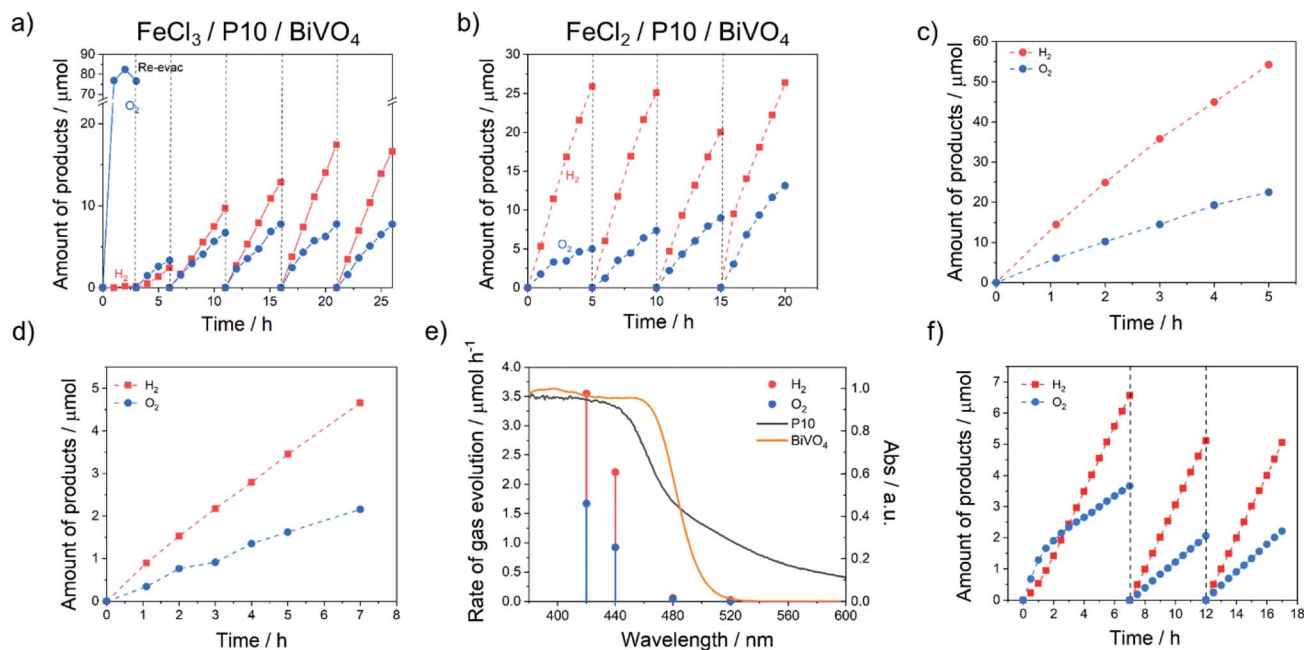 a)
FeCl₃ / P10 / BiVO₄
Amount of products / μmol
90
85
80
75
70
15
10
5
0
Re-evac
O₂
H₂
0
5
10
15
20
25
Time / h
b)
FeCl₂ / P10 / BiVO₄
Amount of products / μmol
30
25
20
15
10
5
0
H₂
O₂
0
5
10
15
20
Time / h
c)
Amount of products / μmol
60
50
40
30
20
10
0
H₂
O₂
0
1
2
3
4
5
Time / h
d)
Amount of products / μmol
5
4
3
2
1
0
H₂
O₂
0
1
2
3
4
5
6
7
8
Time / h
e)
Rate of gas evolution / μmol h⁻¹
4.0
3.5
3.0
2.5
2.0
1.5
1.0
0.5
0.0
H₂
O₂
P10
BiVO₄
1.0
0.8
0.6
0.4
0.2
0.0
Abs / a.u.
400
440
480
520
560
600
Wavelength / nm
f)
Amount of products / μmol
7
6
5
4
3
2
1
0
H₂
O₂
0
2
4
6
8
10
12
14
16
18
Time / h